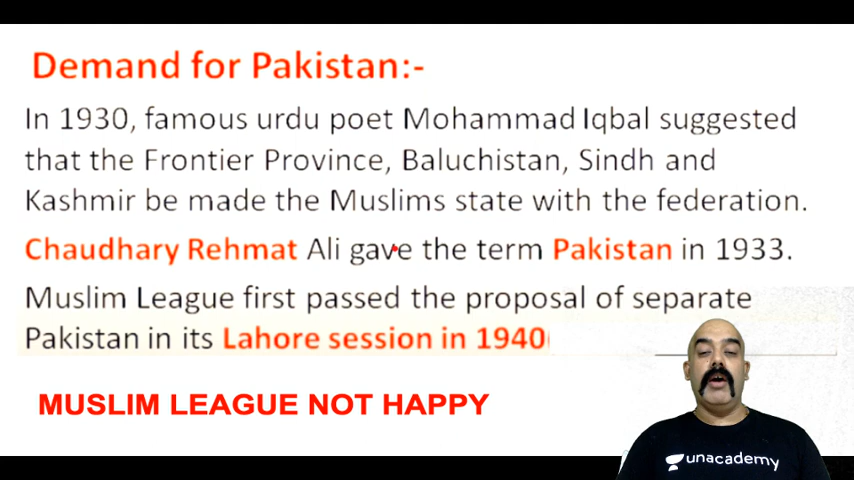 Demand for Pakistan:-
In 1930, famous urdu poet Mohammad Iqbal suggested
that the Frontier Province, Baluchistan, Sindh and
Kashmir be made the Muslims state with the federation.
Chaudhary Rehmat Ali gave the term Pakistan in 1933.
Muslim League first passed the proposal of separate
Pakistan in its Lahore session in 1940
MUSLIM LEAGUE NOT HAPPY
unacademy